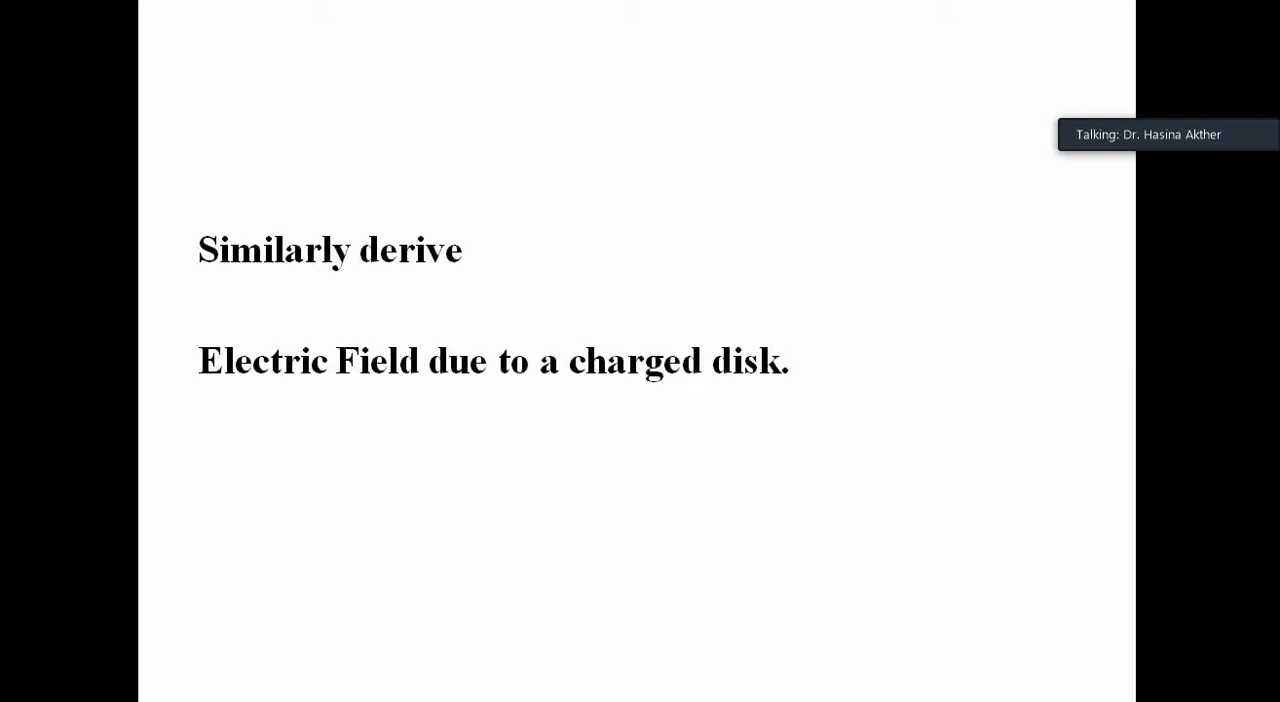 Talking: Dr. Hasina Akther
Similarly derive
Electric Field due to a charged disk.